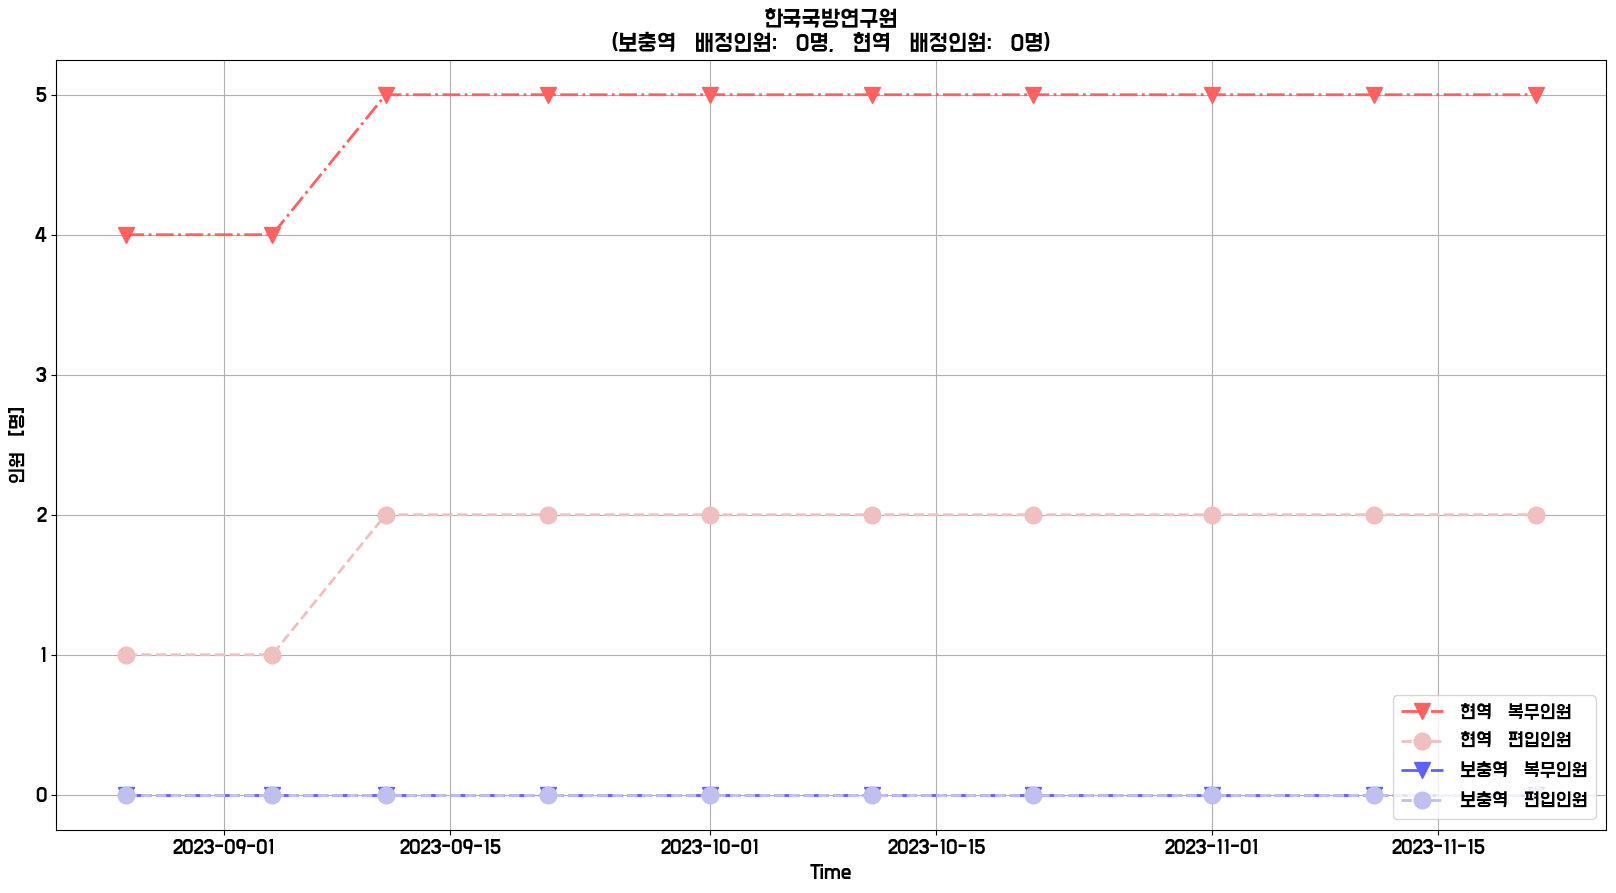 한국국방연구원
(보충역 배정인원: 0명, 현역 배정인원: 0명)
인원 [명]
5
4
3
2
1
0
현역 복무인원
현역 편입인원
보충역 복무인원
보충역 편입인원
2023-09-01 2023-09-15 2023-10-01 2023-10-15 2023-11-01 2023-11-15
Time